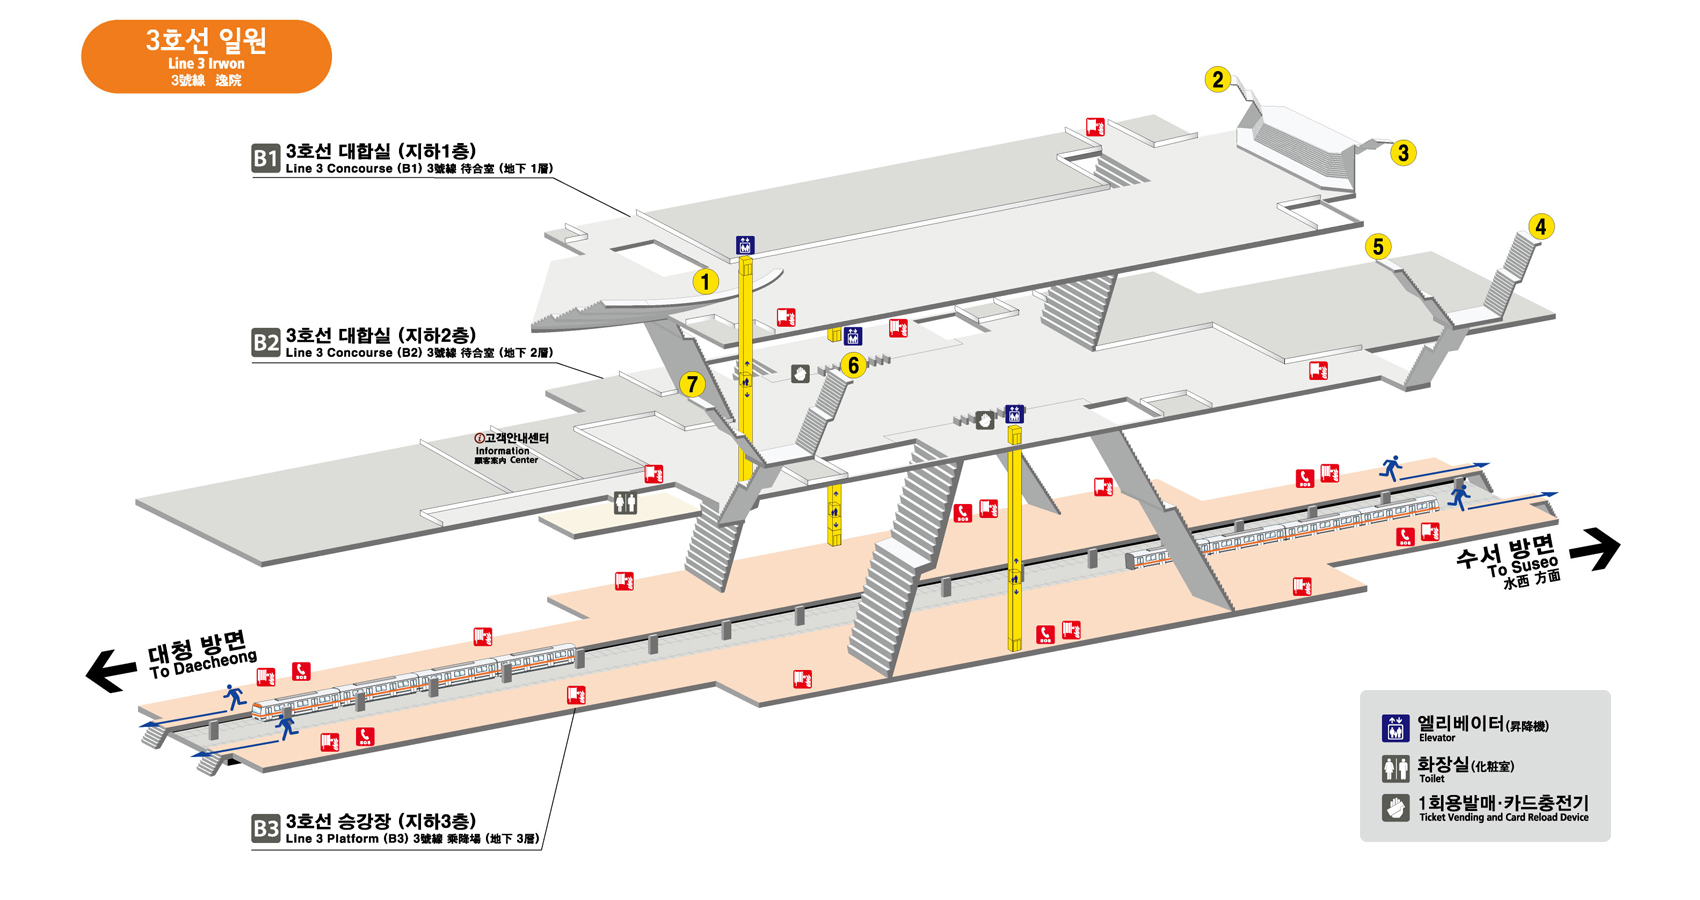 3호선 일원
Line 3 Irwon
3號線 逸院
2
3
B1 3호선 대합실 (지하1층)
Line 3 Concourse (B1) 3號線 待合室 (地下 1層)
4
5
1
B2 3호선 대합실 (지하2층)
Line 3 Concourse (B2) 3號線 待合室 (地下 2層)
6
7
i 고객안내센터
Information
顧客案内 Center
SOS
SOS
SOS
수서 방면
To Suseo
水西 方面
SOS
대청 방면
To Daecheong
SOS
SOS
B3 3호선 승강장 (지하3층)
Line 3 Platform (B3) 3號線 乘降場 (地下 3層)
엘리베이터(昇降機)
Elevator
화장실(化粧室)
Toilet
1회용발매·카드충전기
Ticket Vending and Card Reload Device